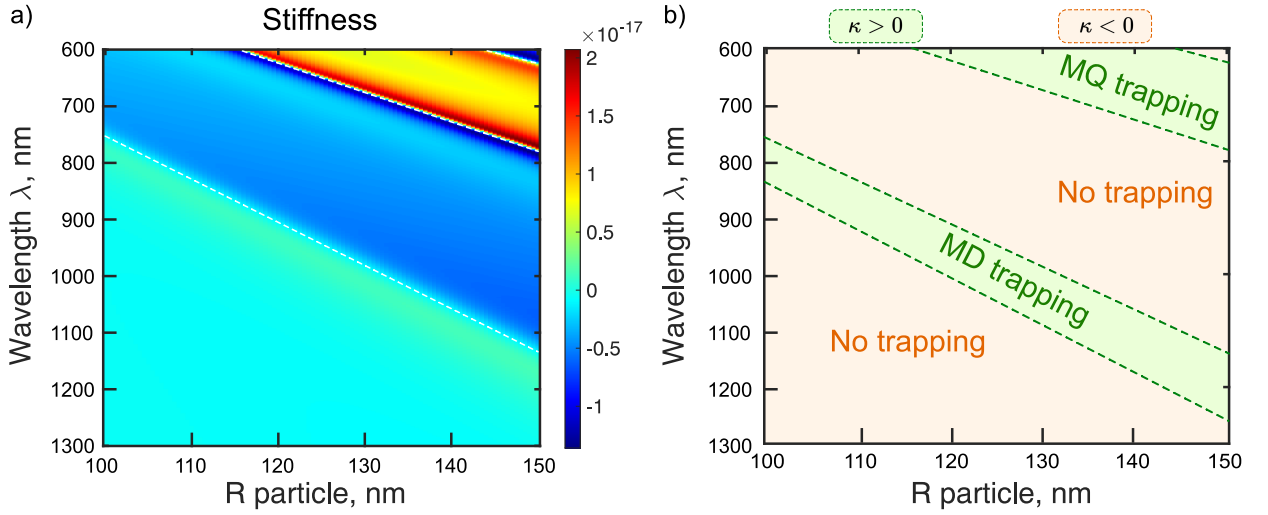 a)
Stiffness
×10⁻¹⁷
600
700
800
900
1000
1100
1200
1300
Wavelength λ, nm
100
110
120
130
140
150
R particle, nm
2
1.5
1
0.5
0
-0.5
-1
b)
κ > 0
κ < 0
600
700
800
900
1000
1100
1200
1300
Wavelength λ, nm
MQ trapping
No trapping
MD trapping
No trapping
100
110
120
130
140
150
R particle, nm